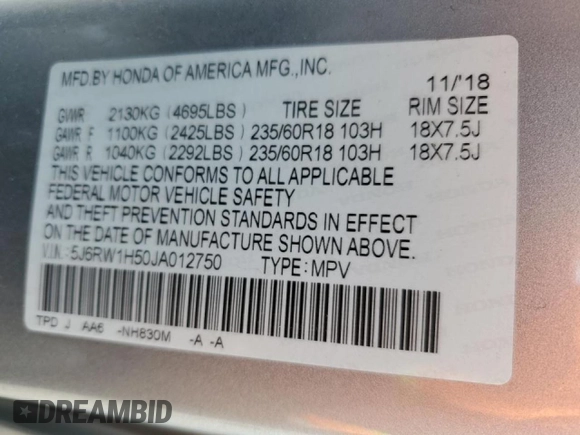 MFD.BY HONDA OF AMERICA MFG.,INC. 11/'18
GVWR 2130KG (4695LBS) TIRE SIZE RIM SIZE
GAWR F 1100KG (2425LBS) 235/60R18 103H 18X7.5J
GAWR R 1040KG (2292LBS) 235/60R18 103H 18X7.5J
THIS VEHICLE CONFORMS TO ALL APPLICABLE
FEDERAL MOTOR VEHICLE SAFETY
AND THEFT PREVENTION STANDARDS IN EFFECT
ON THE DATE OF MANUFACTURE SHOWN ABOVE.
V.I.N.: 5J6RW1H50JA012750 TYPE: MPV
TPD J AA6 -NH830M -A -A
DREAMBID